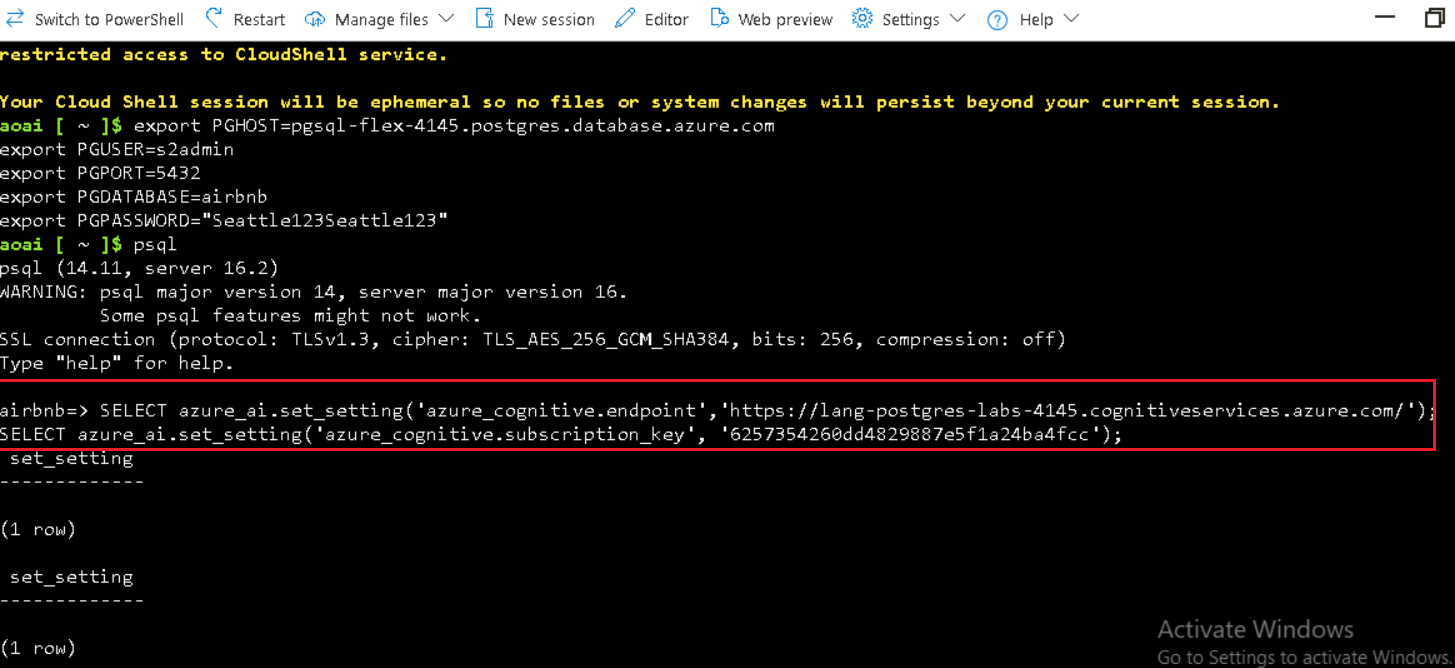 Switch to PowerShell Restart Manage files New session Editor Web preview Settings Help
restricted access to CloudShell service.
Your Cloud Shell session will be ephemeral so no files or system changes will persist beyond your current session.
aoai [ ~ ]$ export PGHOST=pgsql-flex-4145.postgres.database.azure.com
export PGUSER=s2admin
export PGPORT=5432
export PGDATABASE=airbnb
export PGPASSWORD="Seattle123Seattle123"
aoai [ ~ ]$ psql
psql (14.11, server 16.2)
WARNING: psql major version 14, server major version 16.
Some psql features might not work.
SSL connection (protocol: TLSv1.3, cipher: TLS_AES_256_GCM_SHA384, bits: 256, compression: off)
Type "help" for help.
airbnb=> SELECT azure_ai.set_setting('azure_cognitive.endpoint','https://lang-postgres-labs-4145.cognitiveservices.azure.com/');
SELECT azure_ai.set_setting('azure_cognitive.subscription_key', '6257354260dd4829887e5f1a24ba4fcc');
set_setting
-------------
(1 row)
set_setting
-------------
(1 row)
Activate Windows
Go to Settings to activate Windows.